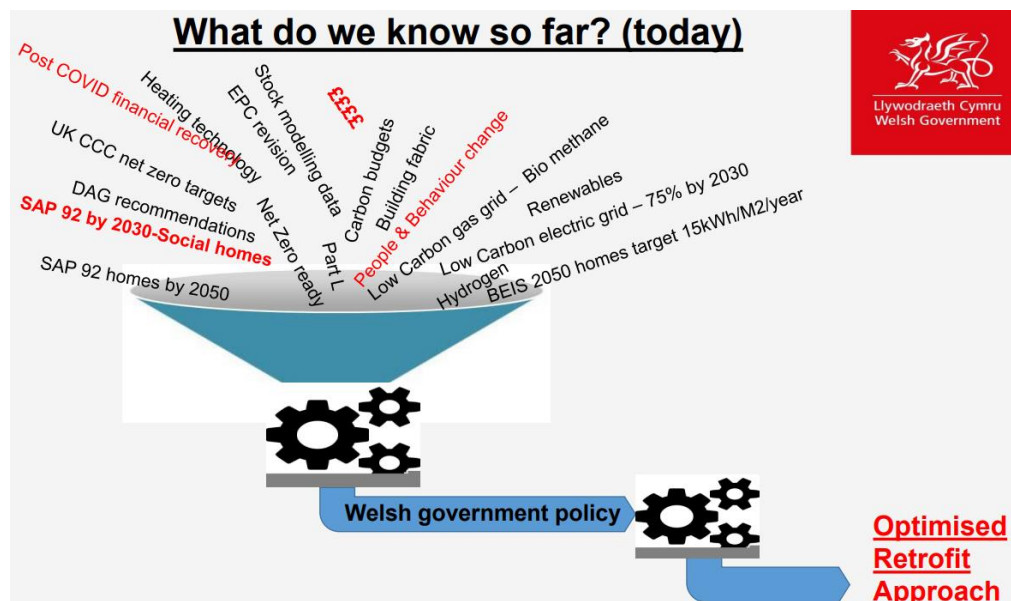 What do we know so far? (today)
Llywodraeth Cymru
Welsh Government
Post COVID financial recovery
Heating technology
EPC revision
Stock modelling data
££££
Carbon budgets
Building fabric
People & Behaviour change
Low Carbon gas grid – Bio methane
Renewables
Low Carbon electric grid – 75% by 2030
BEIS 2050 homes target 15kWh/M2/year
Hydrogen
UK CCC net zero targets
DAG recommendations
SAP 92 by 2030-Social homes
SAP 92 homes by 2050
Net Zero ready
Part L
Welsh government policy
Optimised
Retrofit
Approach